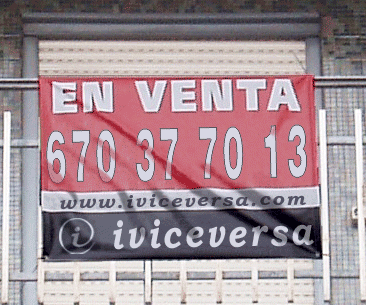 EN VENTA
670 37 70 13
www.iviceversa.com
i iviceversa